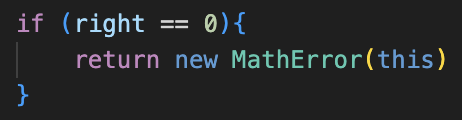 if (right == 0){
    return new MathError(this)
}